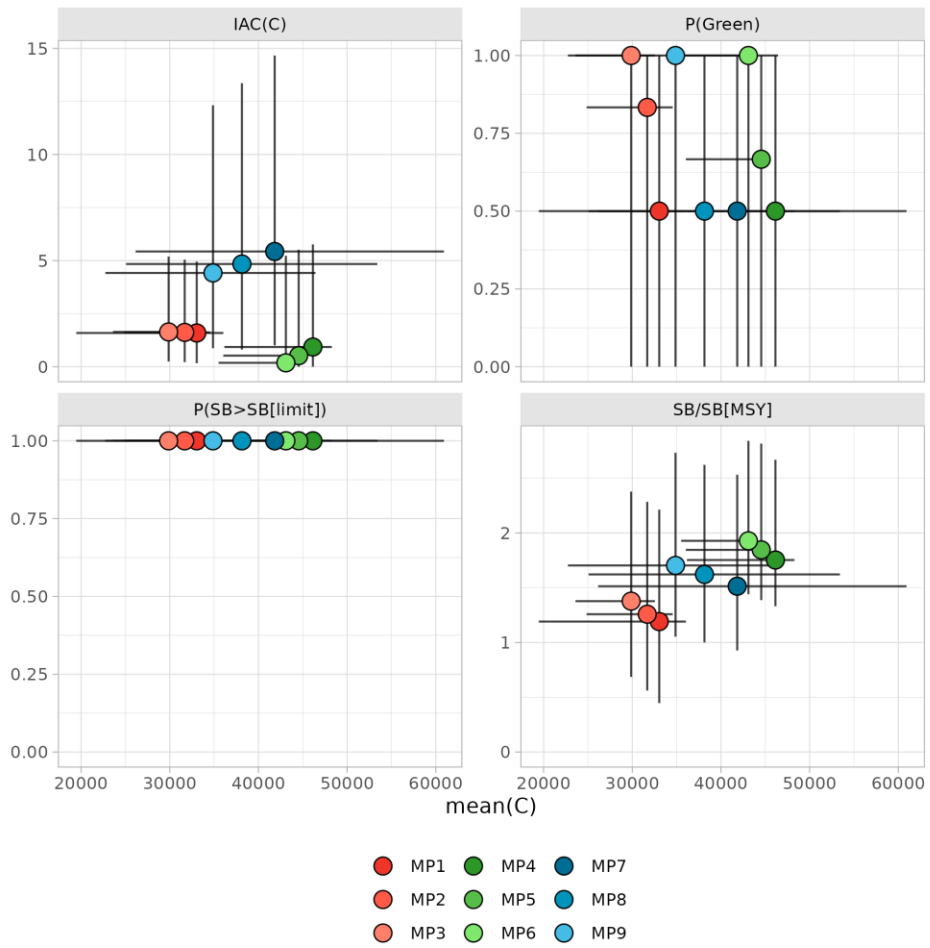 IAC(C)
P(Green)
15
10
5
0
1.00
0.75
0.50
0.25
0.00
P(SB>SB[limit])
SB/SB[MSY]
1.00
0.75
0.50
0.25
0.00
2
1
0
20000 30000 40000 50000 60000
20000 30000 40000 50000 60000
mean(C)
MP1 MP4 MP7
MP2 MP5 MP8
MP3 MP6 MP9